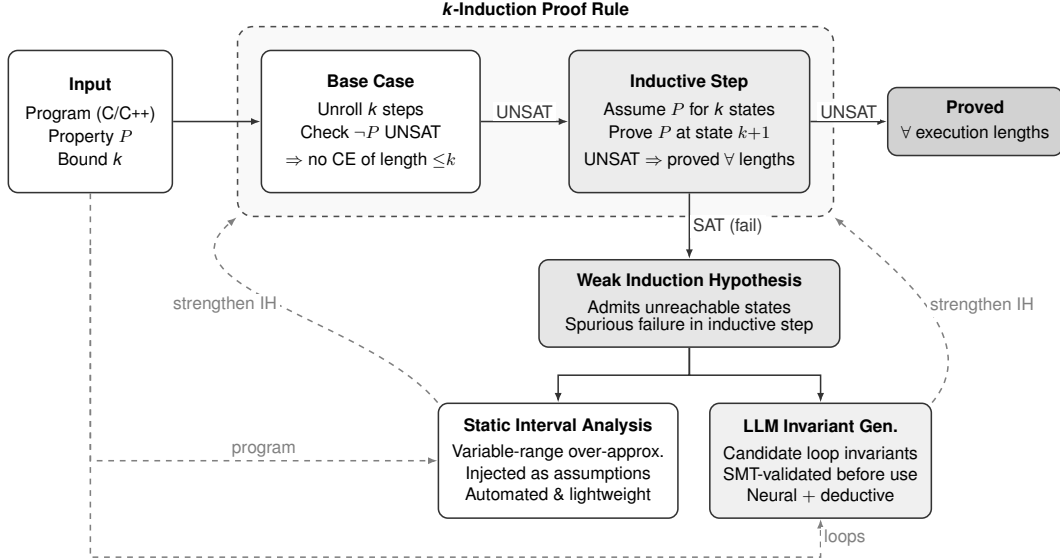 k-Induction Proof Rule
Input
Program (C/C++)
Property P
Bound k
Base Case
Unroll k steps
Check ¬P UNSAT
⇒ no CE of length ≤k
UNSAT
Inductive Step
Assume P for k states
Prove P at state k+1
UNSAT ⇒ proved ∀ lengths
UNSAT
Proved
∀ execution lengths
SAT (fail)
Weak Induction Hypothesis
Admits unreachable states
Spurious failure in inductive step
strengthen IH
strengthen IH
Static Interval Analysis
Variable-range over-approx.
Injected as assumptions
Automated & lightweight
LLM Invariant Gen.
Candidate loop invariants
SMT-validated before use
Neural + deductive
program
loops